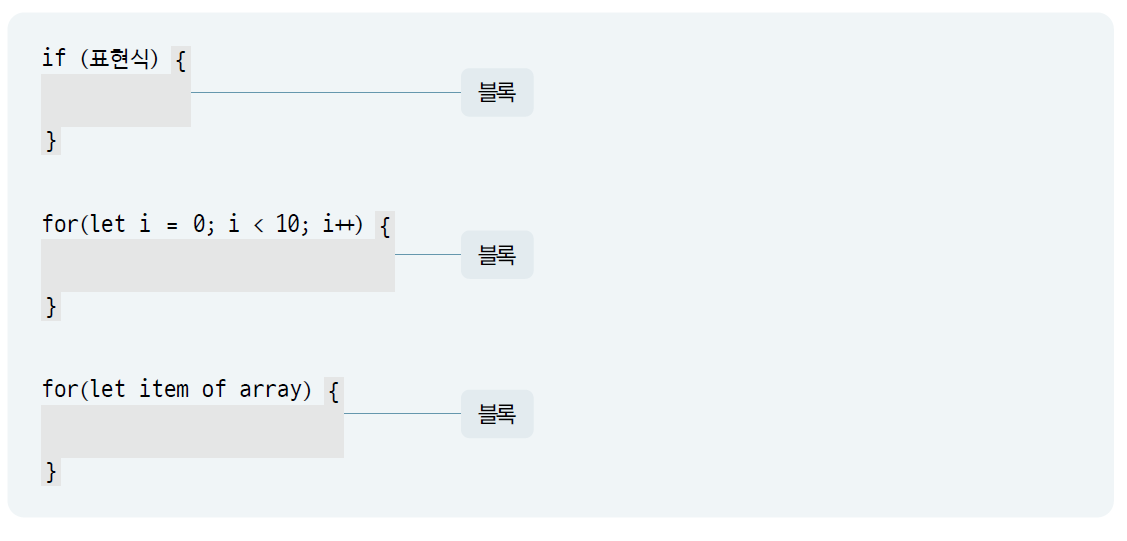 if (표현식) {
블록
}
for(let i = 0; i < 10; i++) {
블록
}
for(let item of array) {
블록
}